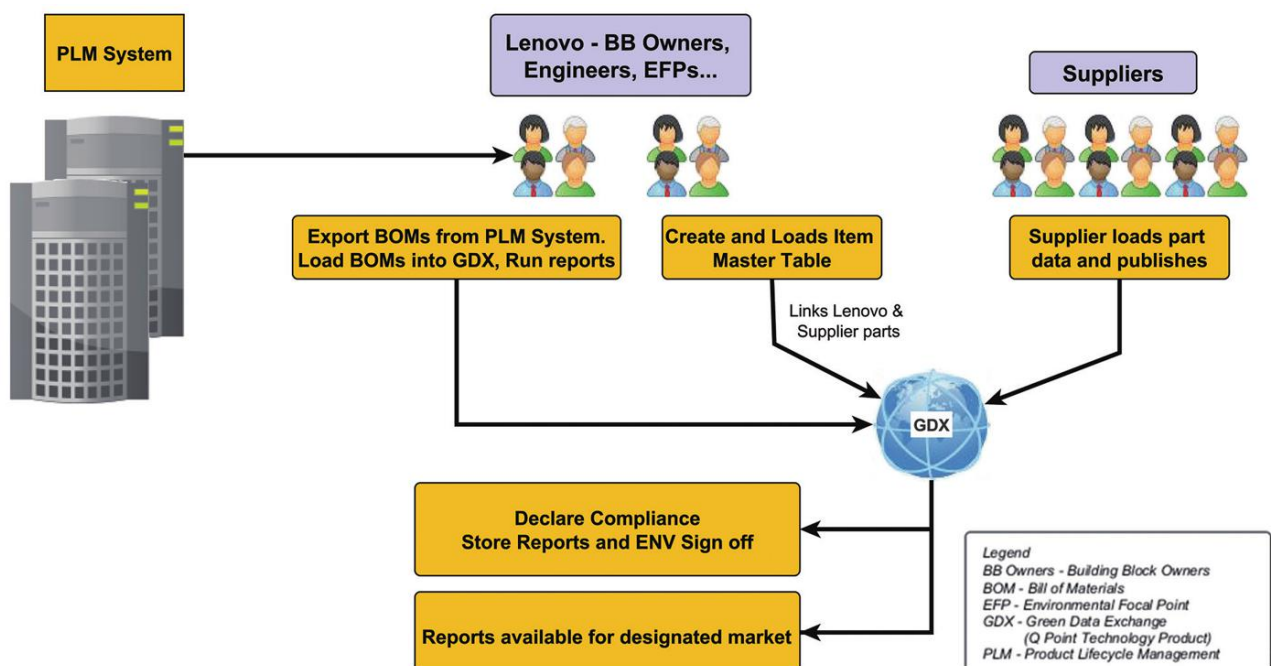 PLM System
Lenovo - BB Owners,
Engineers, EFPs...
Suppliers
Export BOMs from PLM System.
Load BOMs into GDX, Run reports
Create and Loads Item
Master Table
Supplier loads part
data and publishes
Links Lenovo &
Supplier parts
GDX
Declare Compliance
Store Reports and ENV Sign off
Reports available for designated market
Legend
BB Owners - Building Block Owners
BOM - Bill of Materials
EFP - Environmental Focal Point
GDX - Green Data Exchange
(Q Point Technology Product)
PLM - Product Lifecycle Management